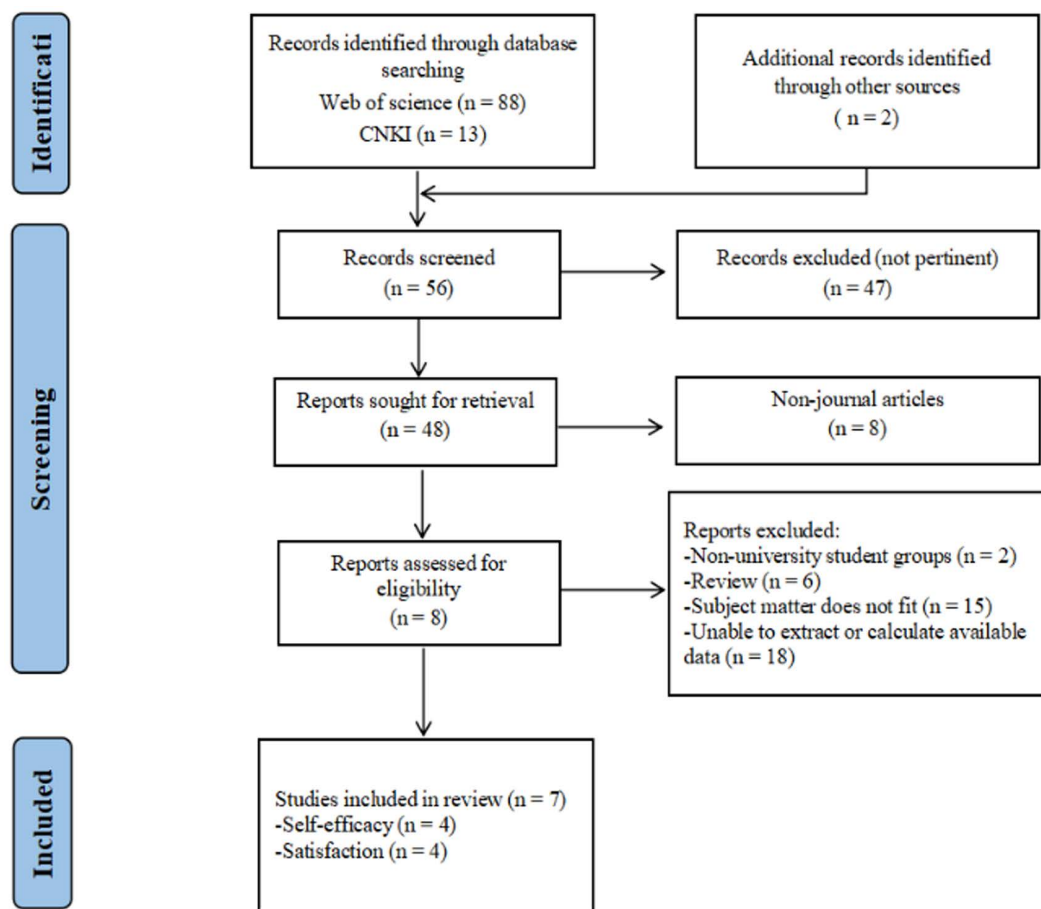 Identificati
Records identified through database
searching
Web of science (n = 88)
CNKI (n = 13)
Additional records identified
through other sources
( n = 2)
Screening
Records screened
(n = 56)
Records excluded (not pertinent)
(n = 47)
Reports sought for retrieval
(n = 48)
Non-journal articles
(n = 8)
Reports assessed for
eligibility
(n = 8)
Reports excluded:
-Non-university student groups (n = 2)
-Review (n = 6)
-Subject matter does not fit (n = 15)
-Unable to extract or calculate available
data (n = 18)
Included
Studies included in review (n = 7)
-Self-efficacy (n = 4)
-Satisfaction (n = 4)